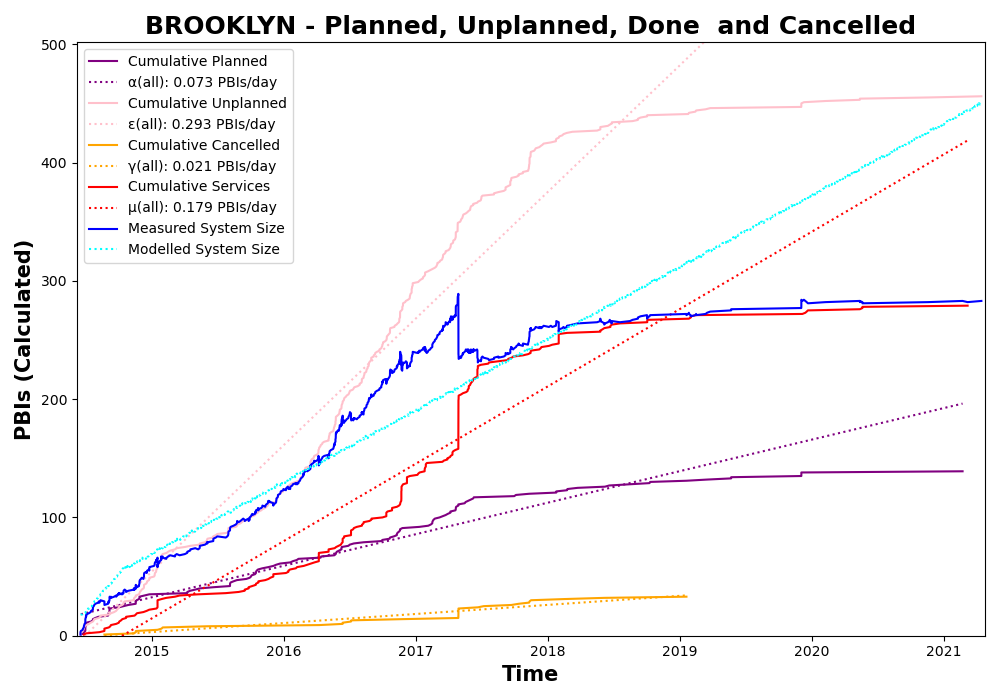 BROOKLYN - Planned, Unplanned, Done  and Cancelled
500
400
300
200
100
0
PBIs (Calculated)
Cumulative Planned
α(all): 0.073 PBIs/day
Cumulative Unplanned
ε(all): 0.293 PBIs/day
Cumulative Cancelled
γ(all): 0.021 PBIs/day
Cumulative Services
μ(all): 0.179 PBIs/day
Measured System Size
Modelled System Size
2015 2016 2017 2018 2019 2020 2021
Time